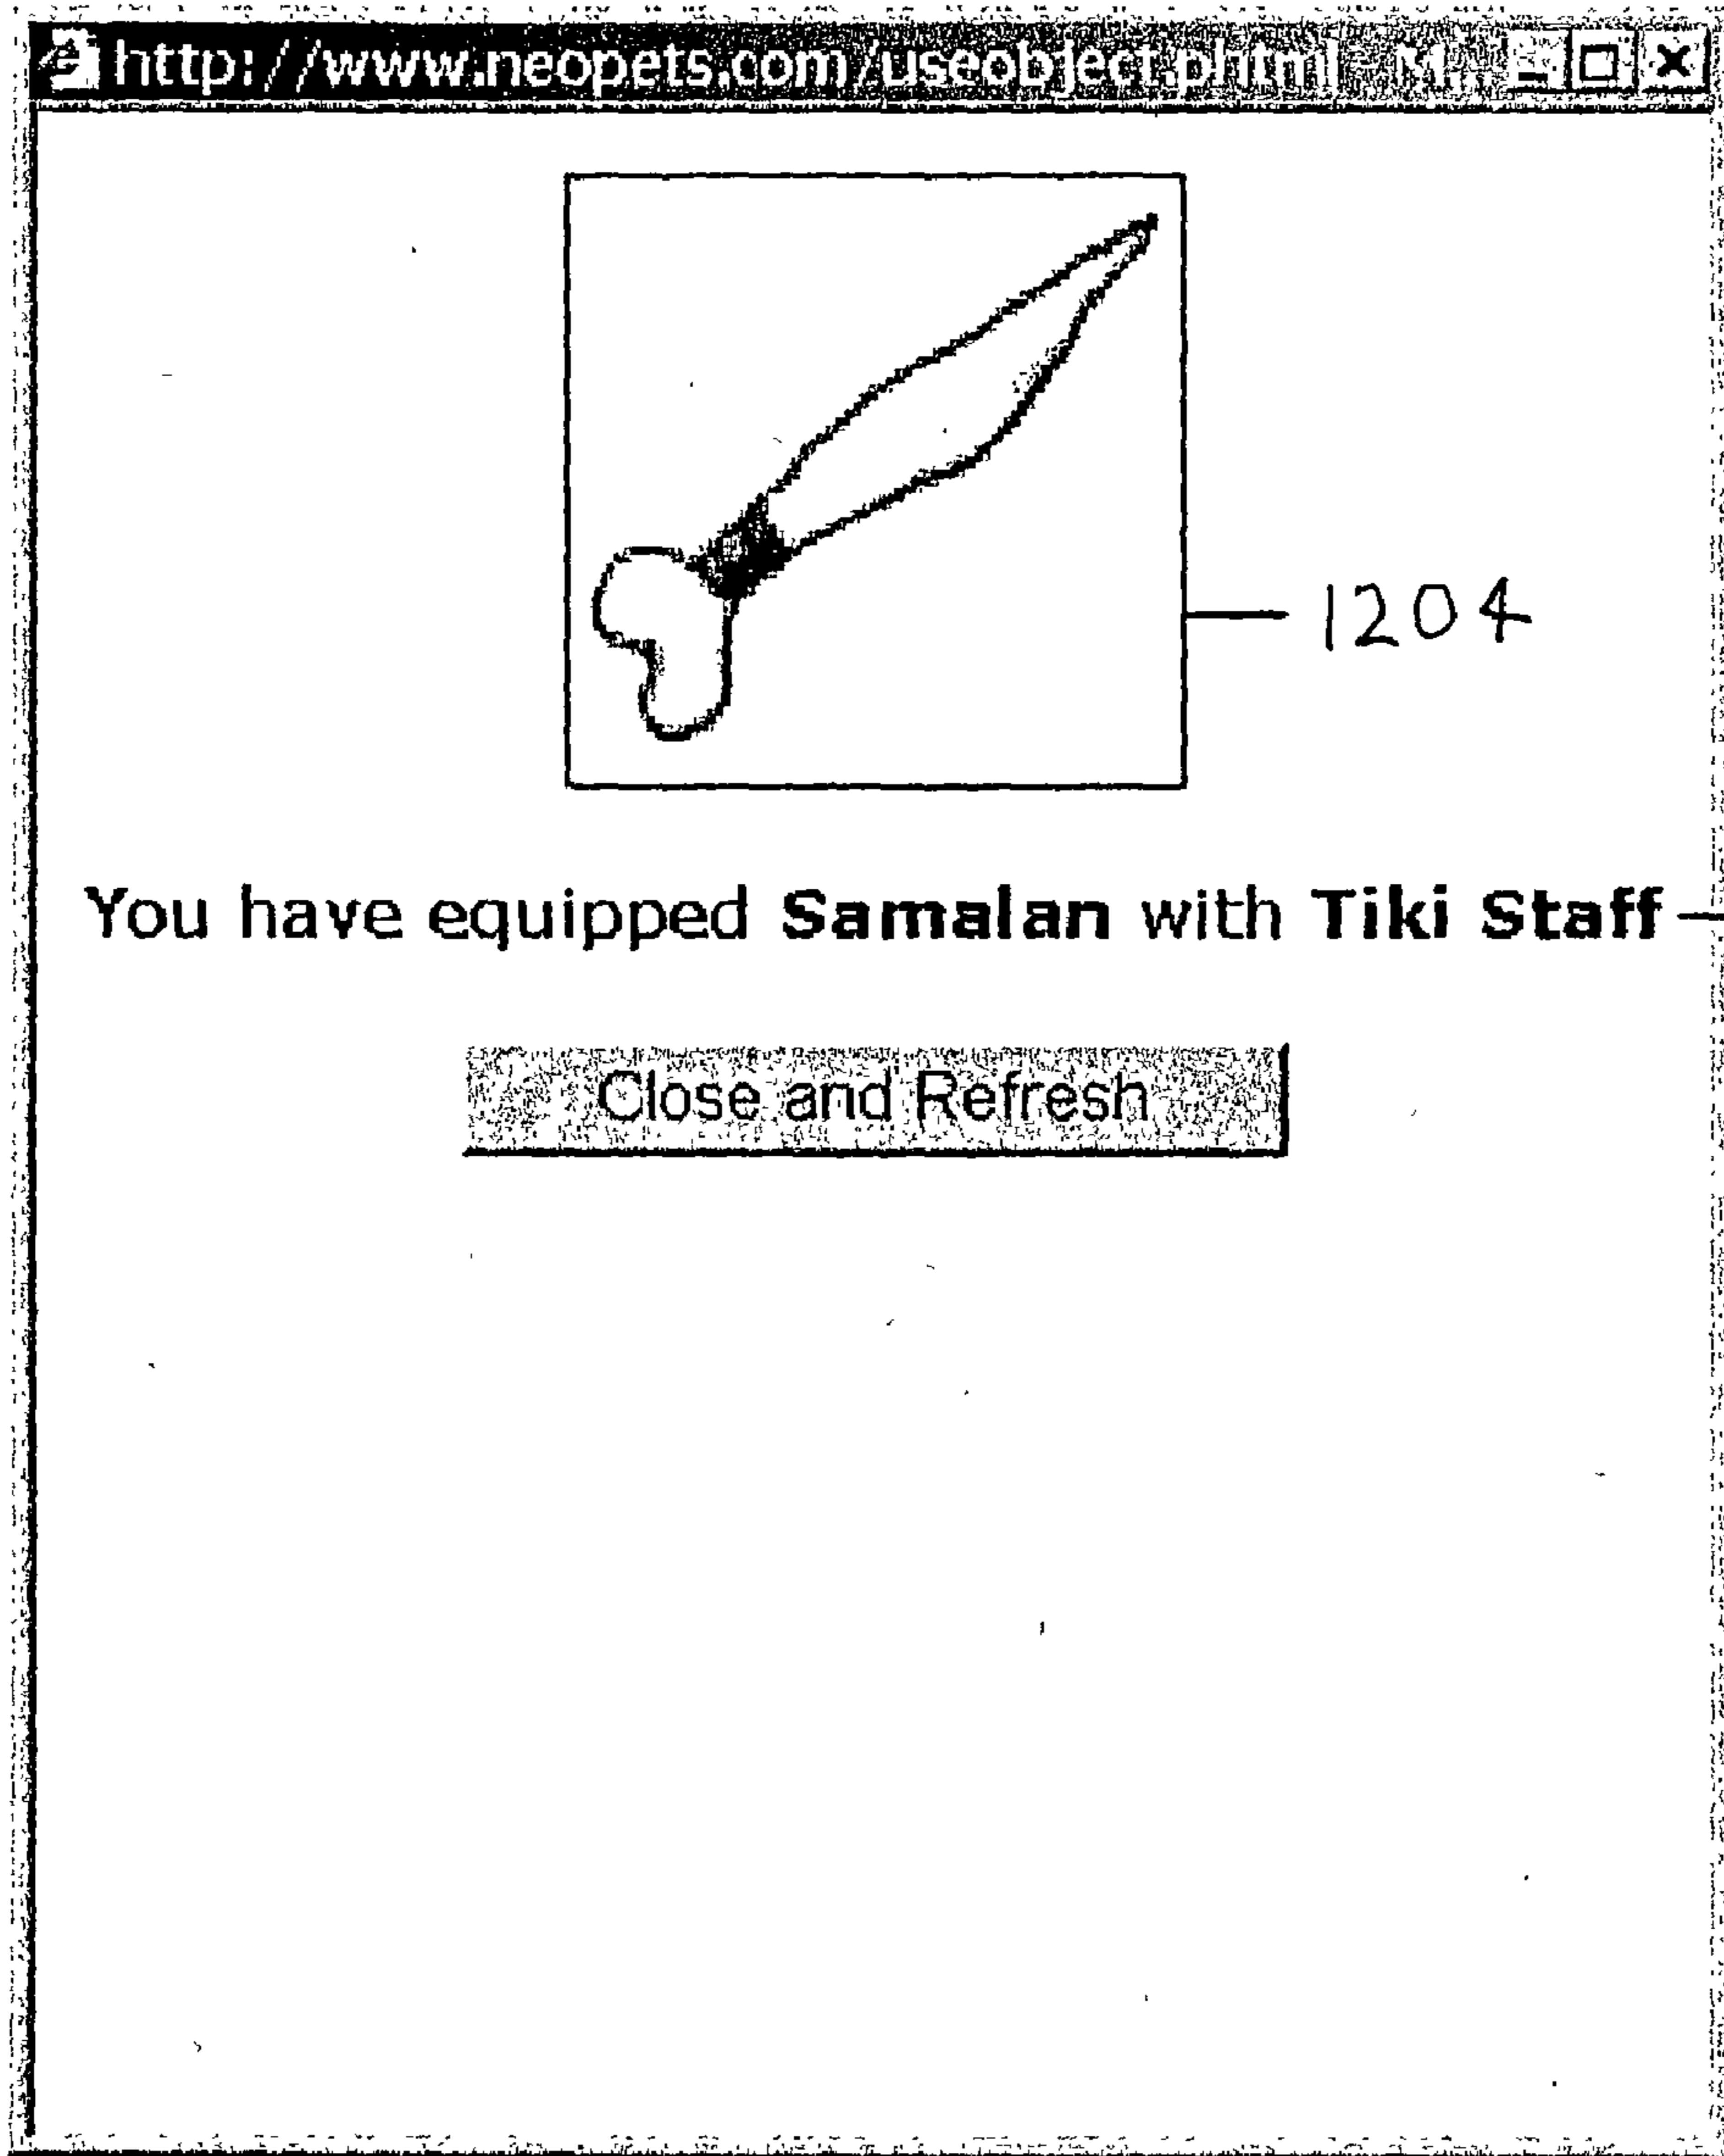 http://www.neopets.com/useobject.phtml - M
1204
You have equipped Samalan with Tiki Staff
Close and Refresh